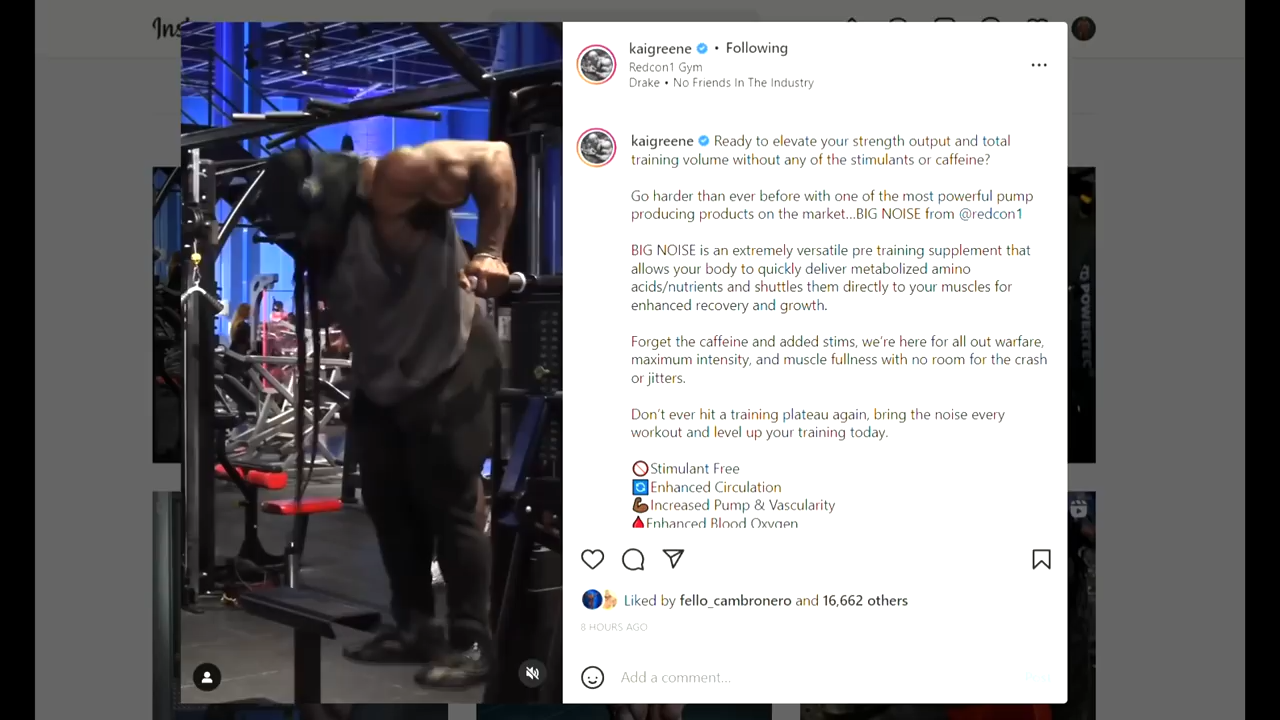 Inst
kaigreene • Following
Redcon1 Gym
Drake • No Friends In The Industry
kaigreene Ready to elevate your strength output and total
training volume without any of the stimulants or caffeine?
Go harder than ever before with one of the most powerful pump
producing products on the market...BIG NOISE from @redcon1
BIG NOISE is an extremely versatile pre training supplement that
allows your body to quickly deliver metabolized amino
acids/nutrients and shuttles them directly to your muscles for
enhanced recovery and growth.
Forget the caffeine and added stims, we’re here for all out warfare,
maximum intensity, and muscle fullness with no room for the crash
or jitters.
Don’t ever hit a training plateau again, bring the noise every
workout and level up your training today.
🚫Stimulant Free
🔄Enhanced Circulation
💪🏾Increased Pump & Vascularity
🩸Enhanced Blood Oxygen
Liked by fello_cambronero and 16,662 others
8 HOURS AGO
Add a comment...
Post
POWERTEC